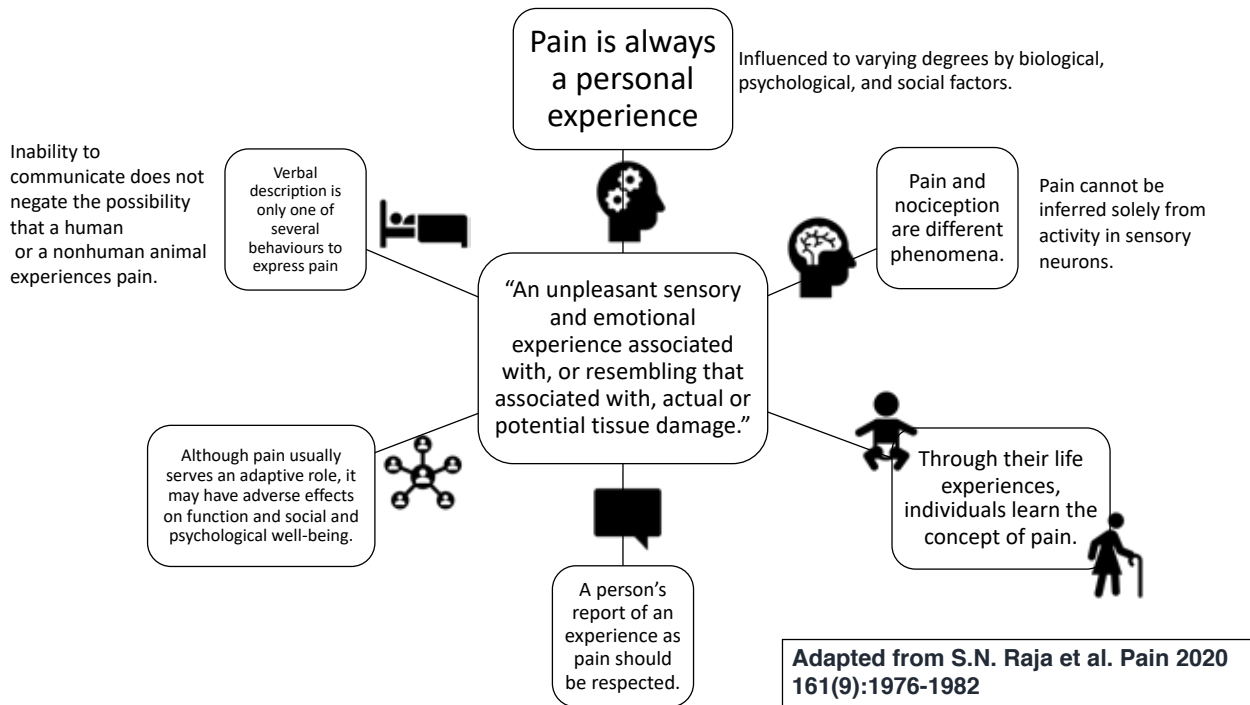 Pain is always
a personal
experience
Influenced to varying degrees by biological,
psychological, and social factors.
Inability to
communicate does not
negate the possibility
that a human
or a nonhuman animal
experiences pain.
Verbal
description is
only one of
several
behaviours to
express pain
Pain and
nociception
are different
phenomena.
Pain cannot be
inferred solely from
activity in sensory
neurons.
“An unpleasant sensory
and emotional
experience associated
with, or resembling that
associated with, actual or
potential tissue damage.”
Although pain usually
serves an adaptive role, it
may have adverse effects
on function and social and
psychological well-being.
Through their life
experiences,
individuals learn the
concept of pain.
A person’s
report of an
experience as
pain should
be respected.
Adapted from S.N. Raja et al. Pain 2020
161(9):1976-1982